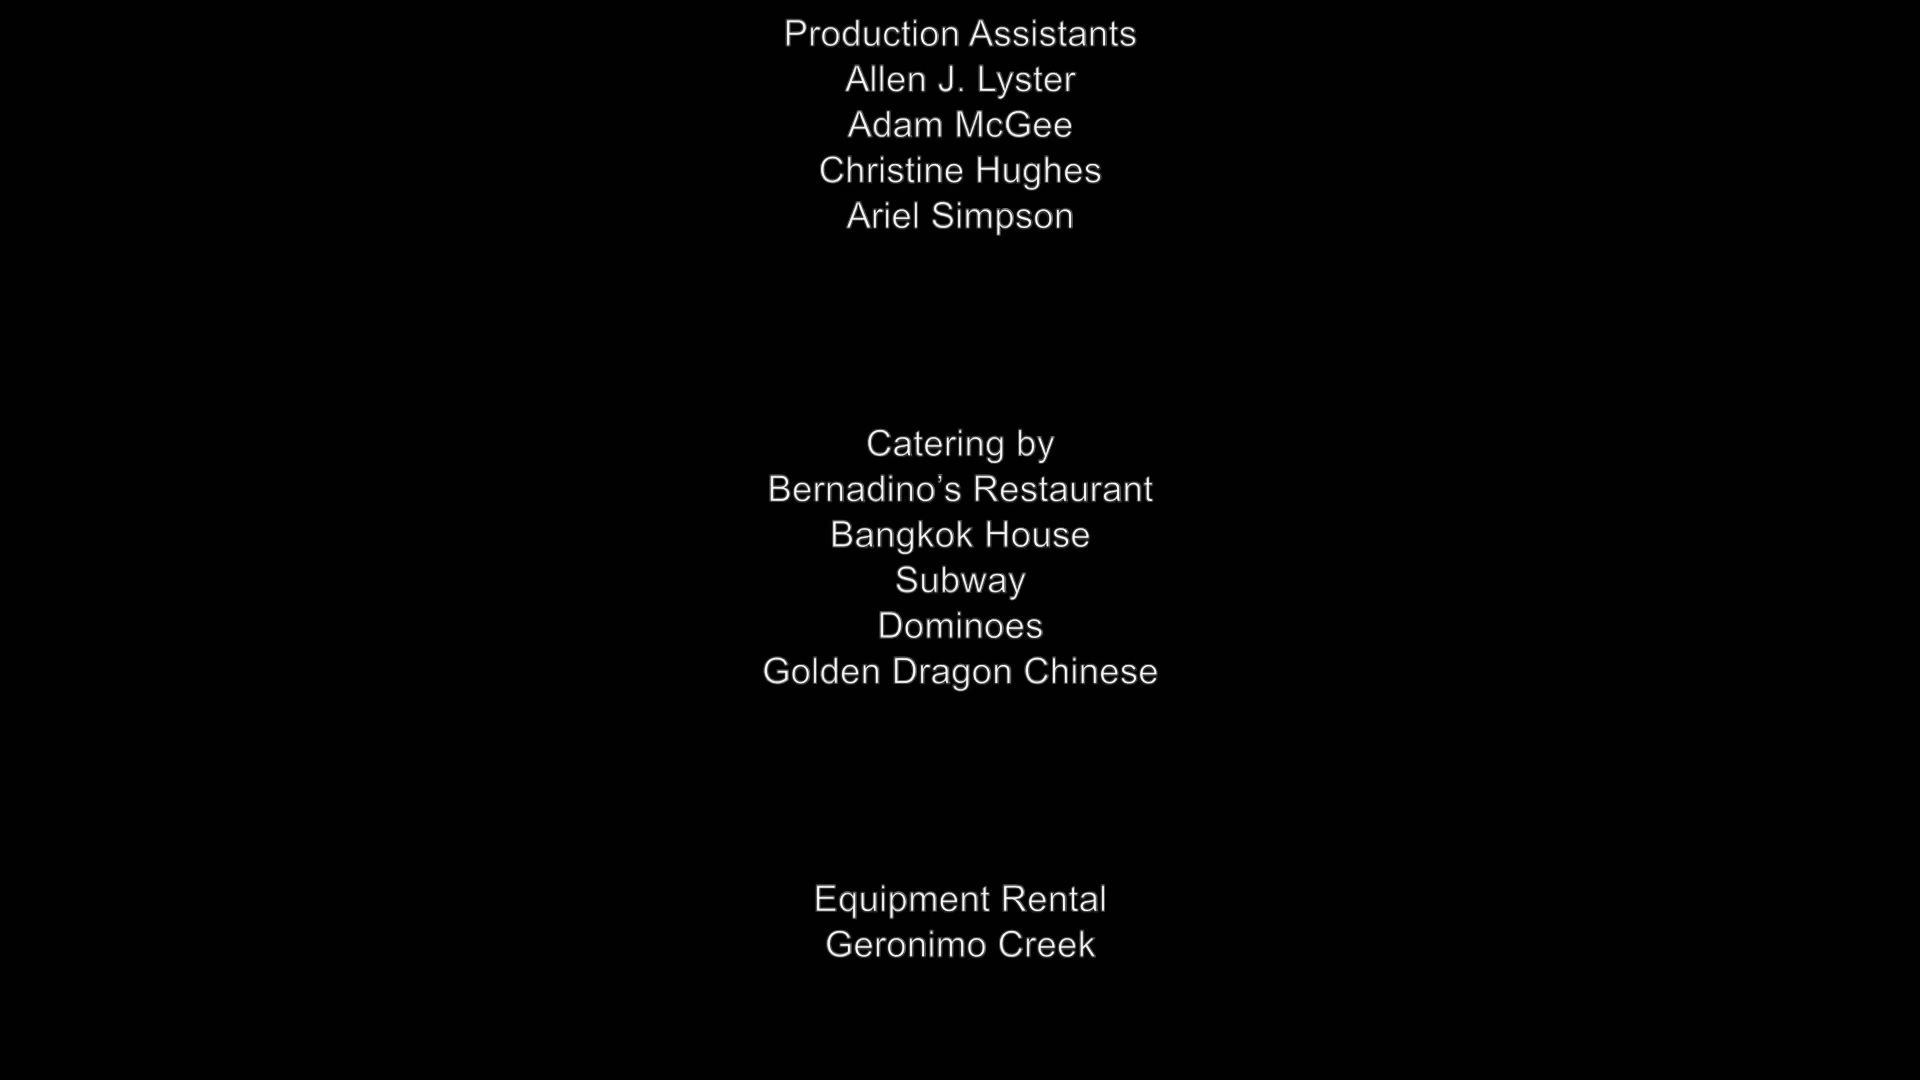 Production Assistants
Allen J. Lyster
Adam McGee
Christine Hughes
Ariel Simpson
Catering by
Bernadino’s Restaurant
Bangkok House
Subway
Dominoes
Golden Dragon Chinese
Equipment Rental
Geronimo Creek